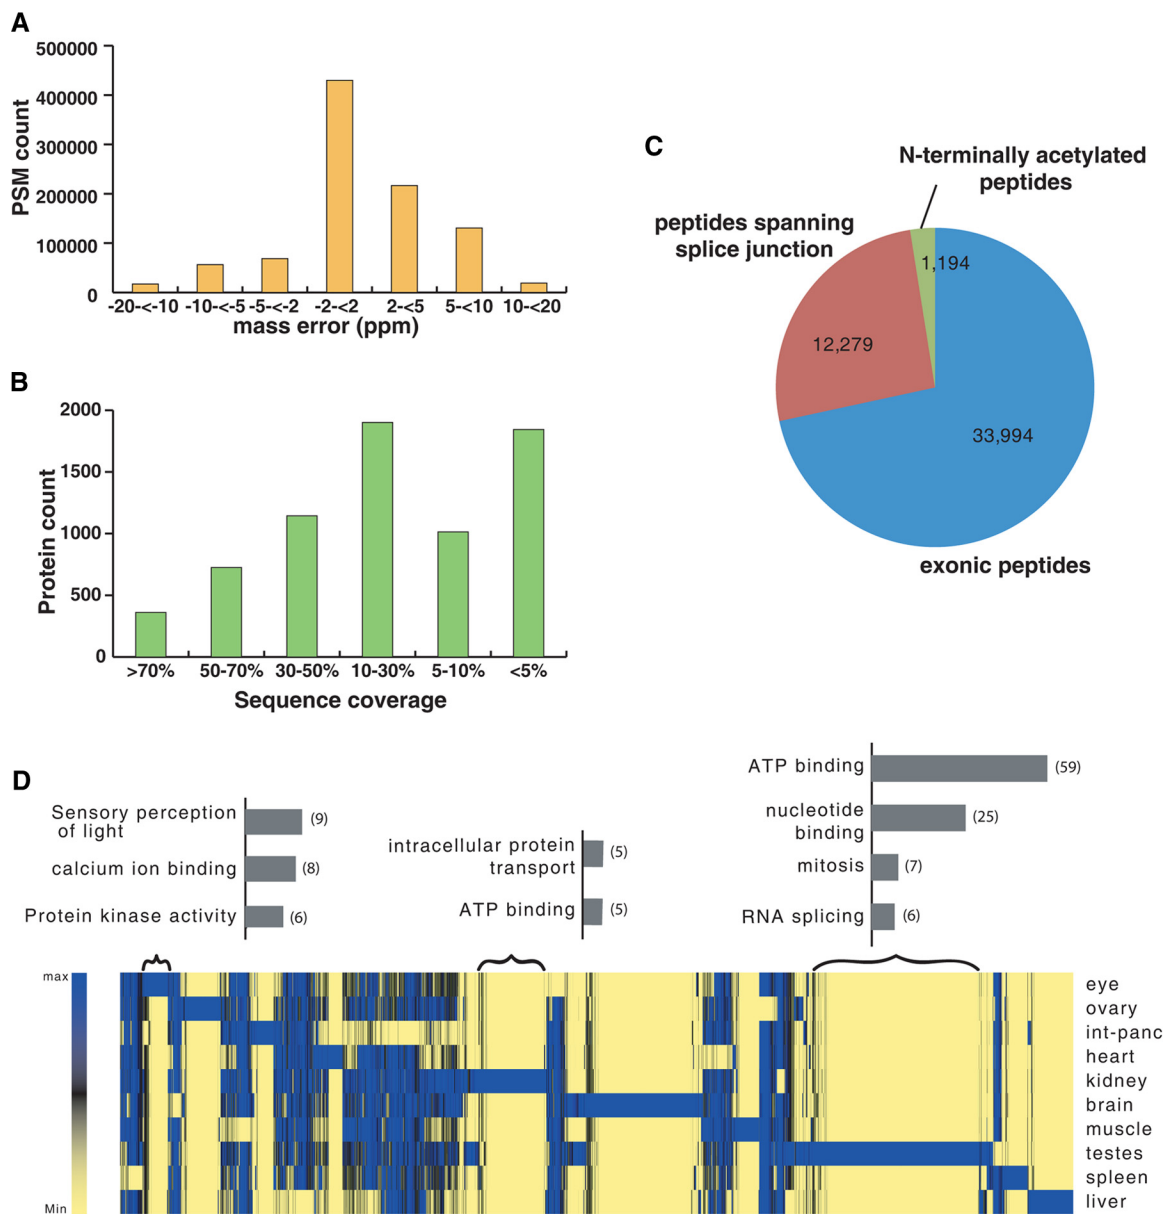 A
500000
400000
300000
200000
100000
0
PSM count
-20-<-10 -10-<-5 -5-<-2 -2-<2 2-<5 5-<10 10-<20
mass error (ppm)
B
2000
1500
1000
500
0
Protein count
>70% 50-70% 30-50% 10-30% 5-10% <5%
Sequence coverage
C
N-terminally acetylated
peptides
peptides spanning
splice junction
1,194
12,279
33,994
exonic peptides
D
Sensory perception
of light
(9)
calcium ion binding
(8)
Protein kinase activity
(6)
intracellular protein
transport
(5)
ATP binding
(5)
ATP binding
(59)
nucleotide
binding
(25)
mitosis
(7)
RNA splicing
(6)
max
Min
eye
ovary
int-panc
heart
kidney
brain
muscle
testes
spleen
liver